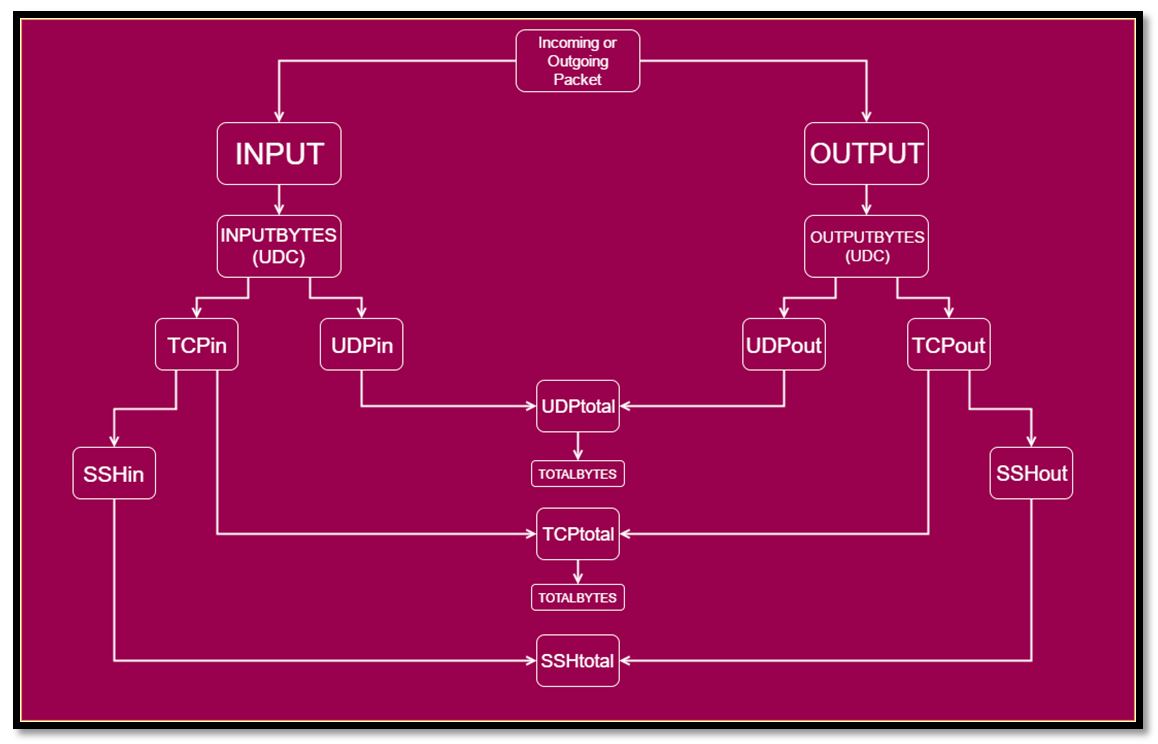 Incoming or
Outgoing
Packet
INPUT
OUTPUT
INPUTBYTES
(UDC)
OUTPUTBYTES
(UDC)
TCPin
UDPin
UDPout
TCPout
UDPtotal
SSHin
TOTALBYTES
SSHout
TCPtotal
TOTALBYTES
SSHtotal